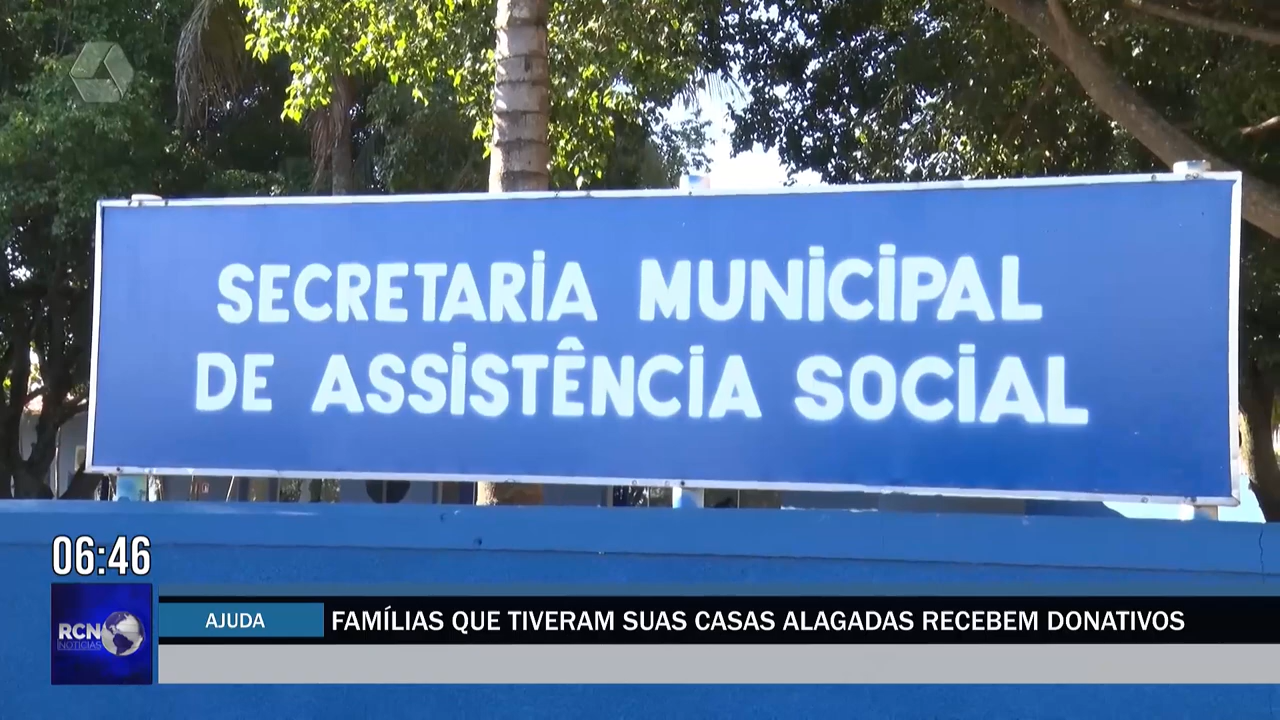 SECRETARIA MUNICIPAL
DE ASSISTÊNCIA SOCIAL
06:46
RCN
NOTÍCIAS
AJUDA
FAMÍLIAS QUE TIVERAM SUAS CASAS ALAGADAS RECEBEM DONATIVOS